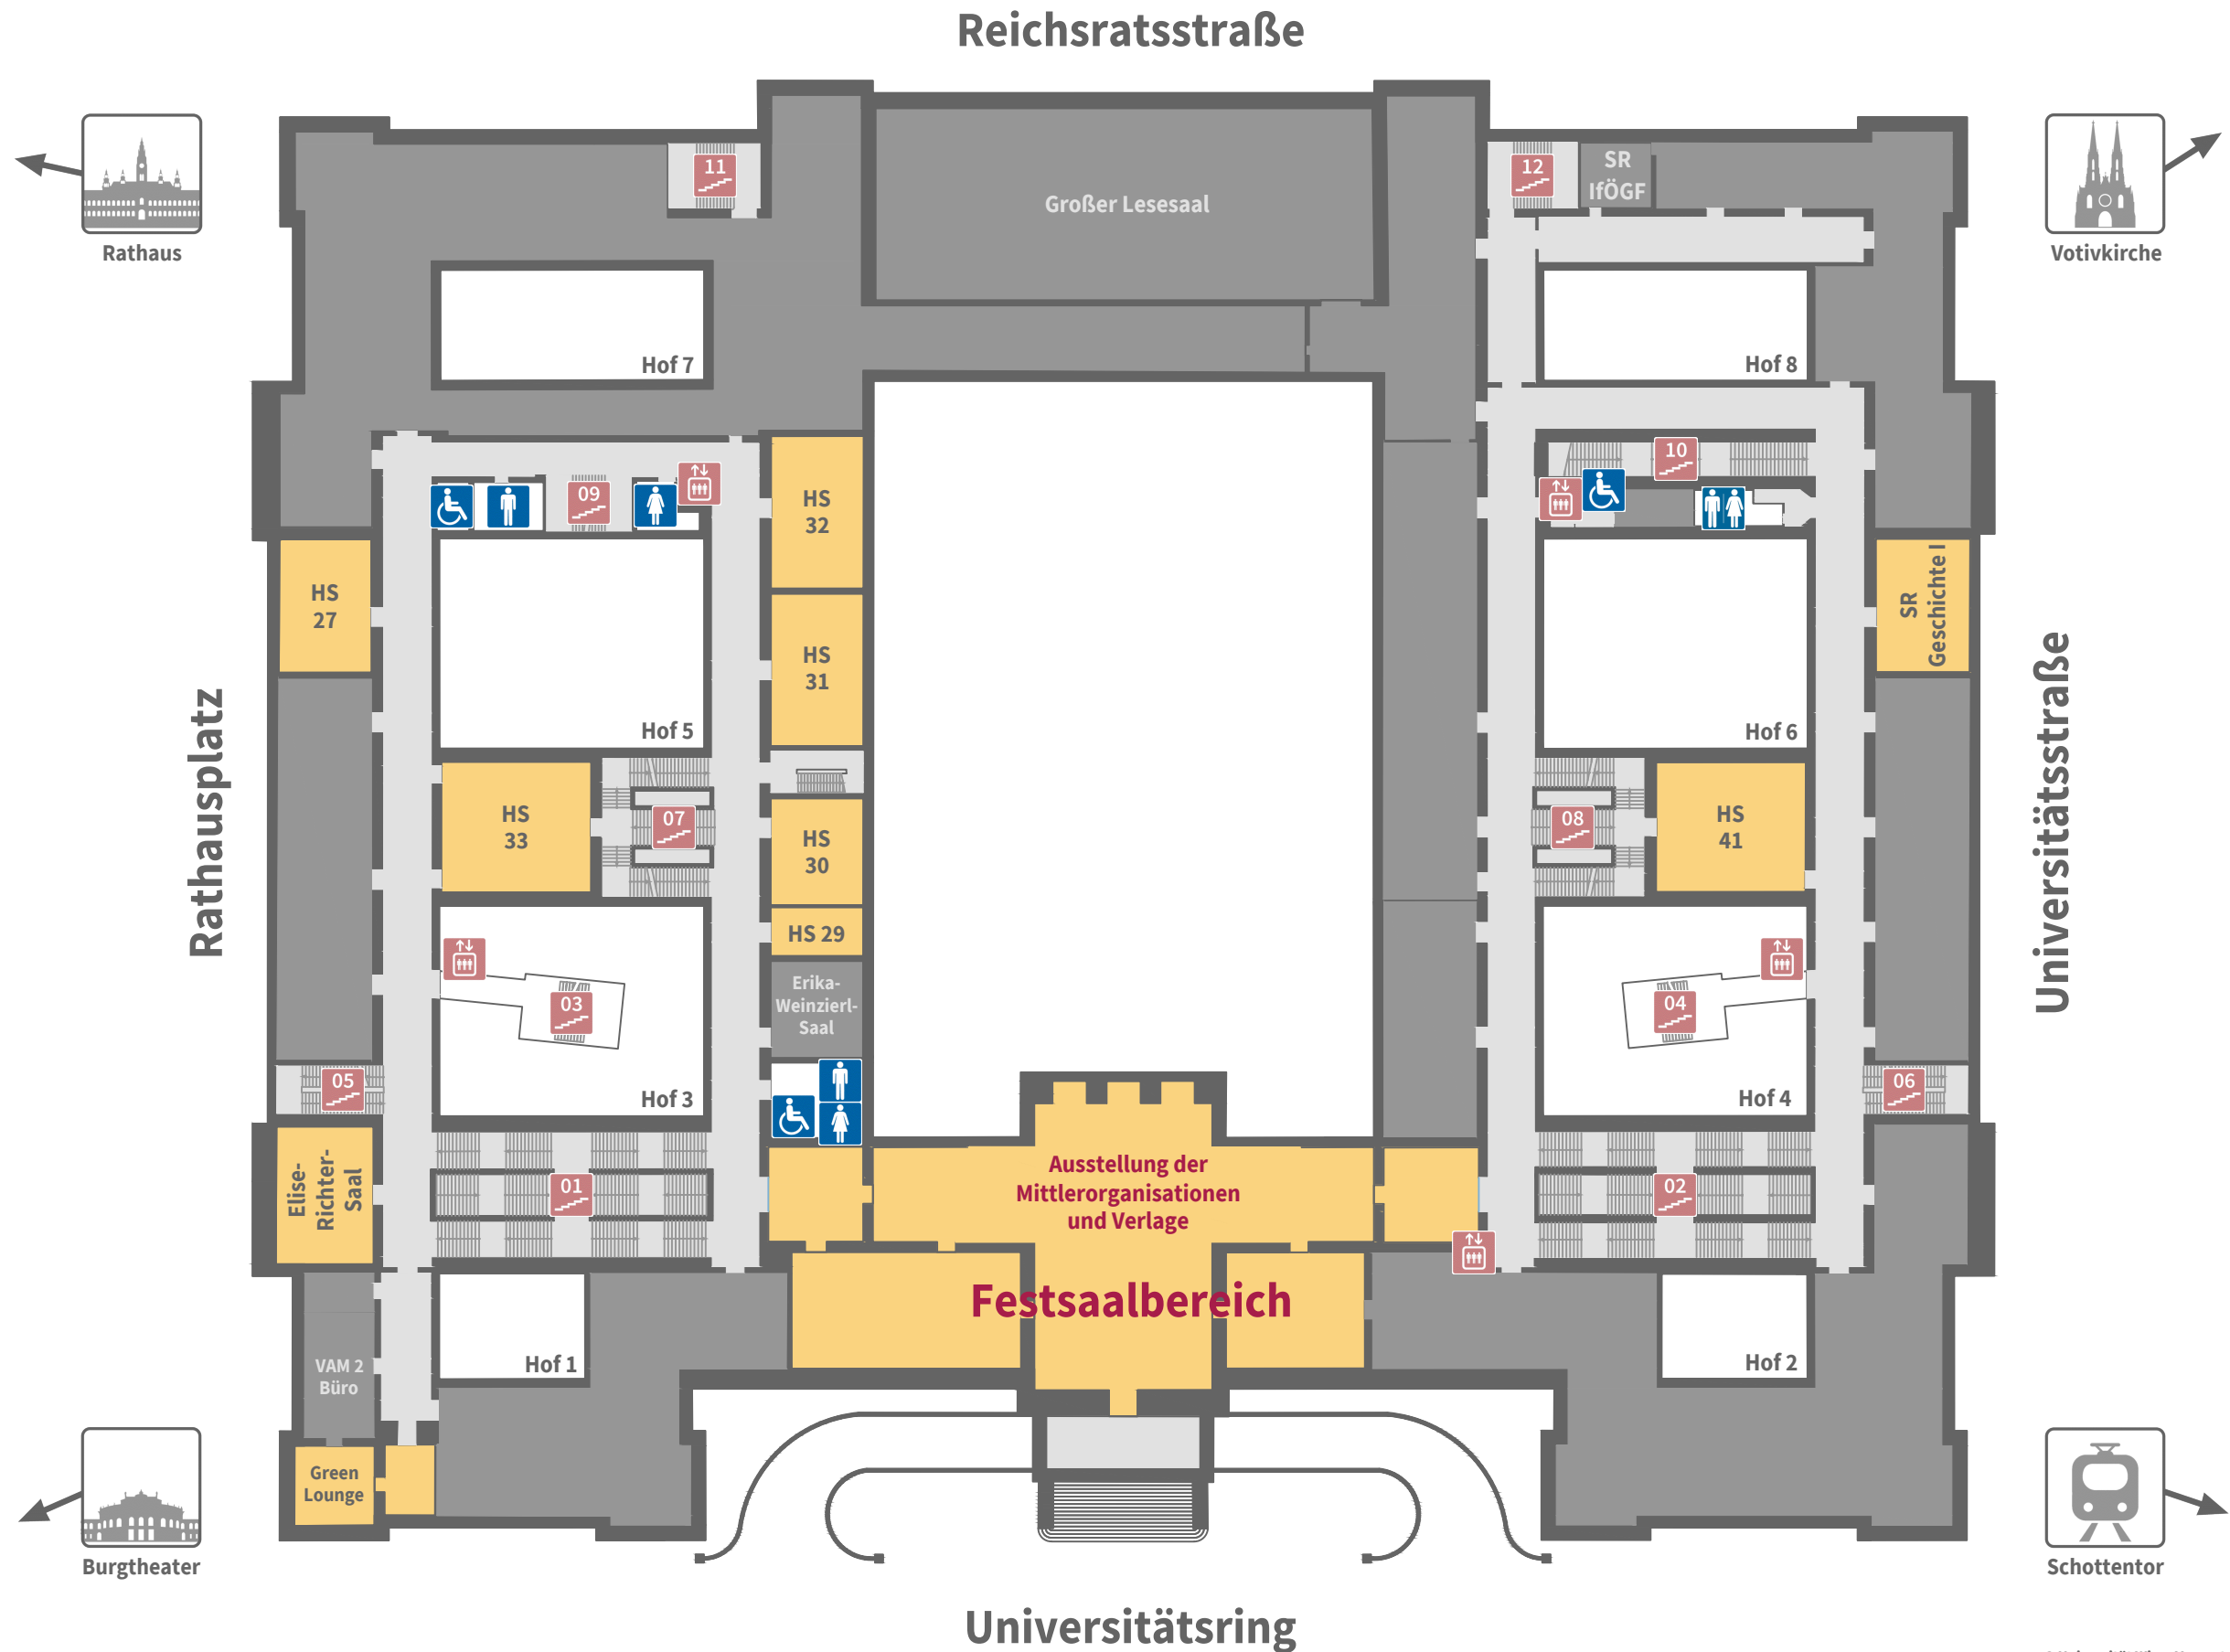 Reichsratsstraße
Rathaus
Votivkirche
11
12
SR
IfÖGF
Großer Lesesaal
Hof 7
Hof 8
09
10
HS
32
HS
27
HS
31
SR
Geschichte I
Hof 5
Hof 6
Rathausplatz
Universitätsstraße
HS
33
07
HS
30
08
HS
41
HS 29
Erika-
Weinzierl-
Saal
03
04
05
06
Hof 3
Hof 4
Elise-
Richter-
Saal
01
02
Ausstellung der
Mittlerorganisationen
und Verlage
Festsaalbereich
Hof 1
Hof 2
VAM 2
Büro
Green
Lounge
Burgtheater
Schottentor
Universitätsring